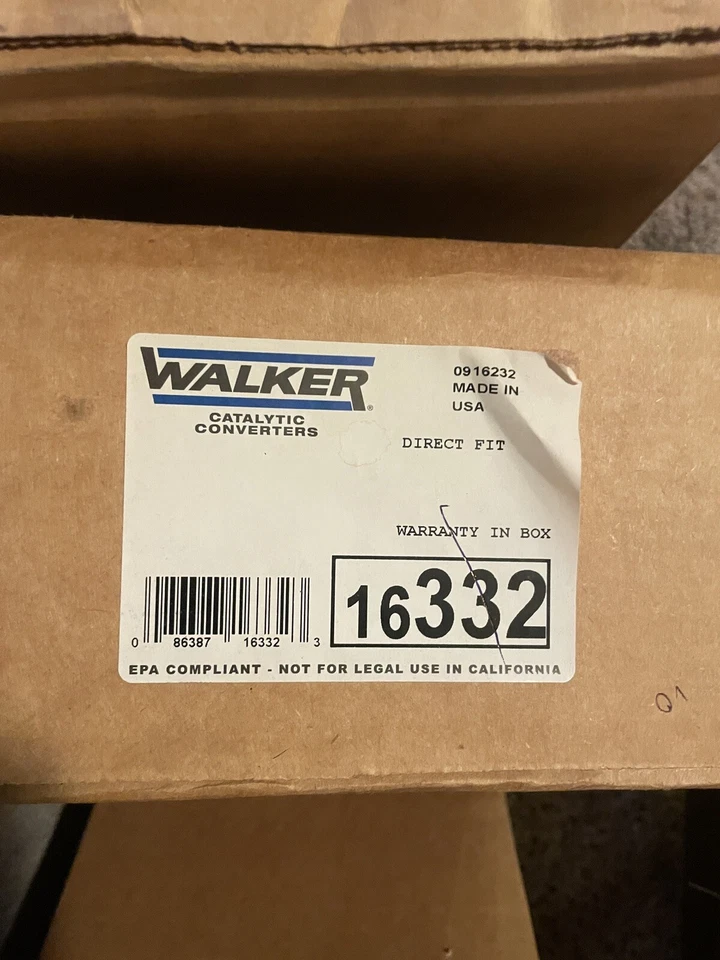 WALKER®
CATALYTIC
CONVERTERS
0916232
MADE IN
USA
DIRECT FIT
WARRANTY IN BOX
16332
0 86387 16332 3
EPA COMPLIANT - NOT FOR LEGAL USE IN CALIFORNIA
Q1